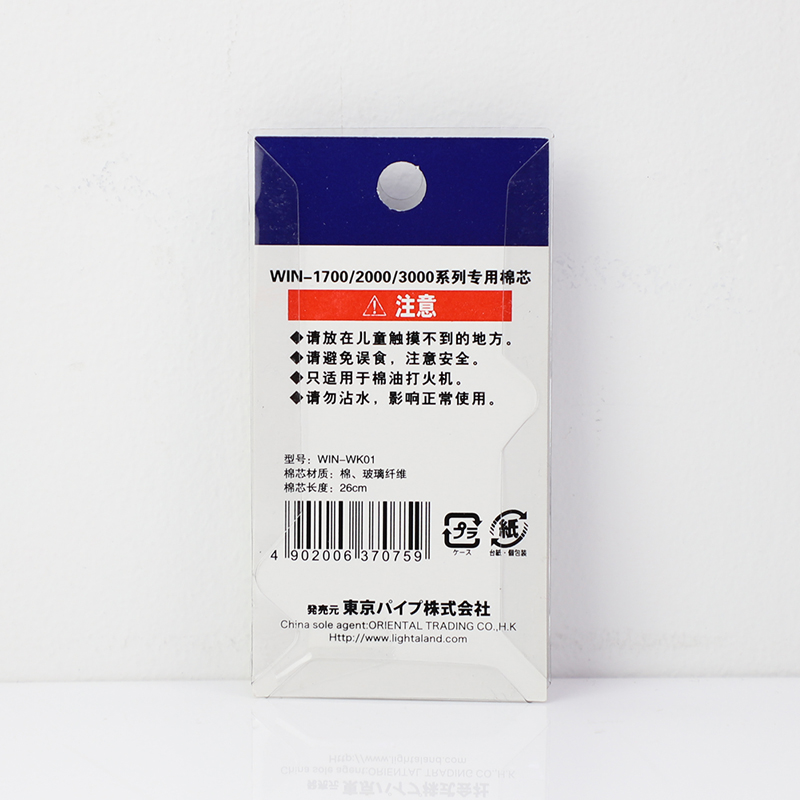 WIN-1700/2000/3000系列专用棉芯
注意
◆请放在儿童触摸不到的地方。
◆请避免误食，注意安全。
◆只适用于棉油打火机。
◆请勿沾水，影响正常使用。
型号：WIN-WK01
棉芯材质：棉、玻璃纤维
棉芯长度：26cm
4 902006 370759
プラ
ケース
紙
台紙・個包装
発売元 東京パイプ株式会社
China sole agent:ORIENTAL TRADING CO.,H.K
Http://www.lightaland.com